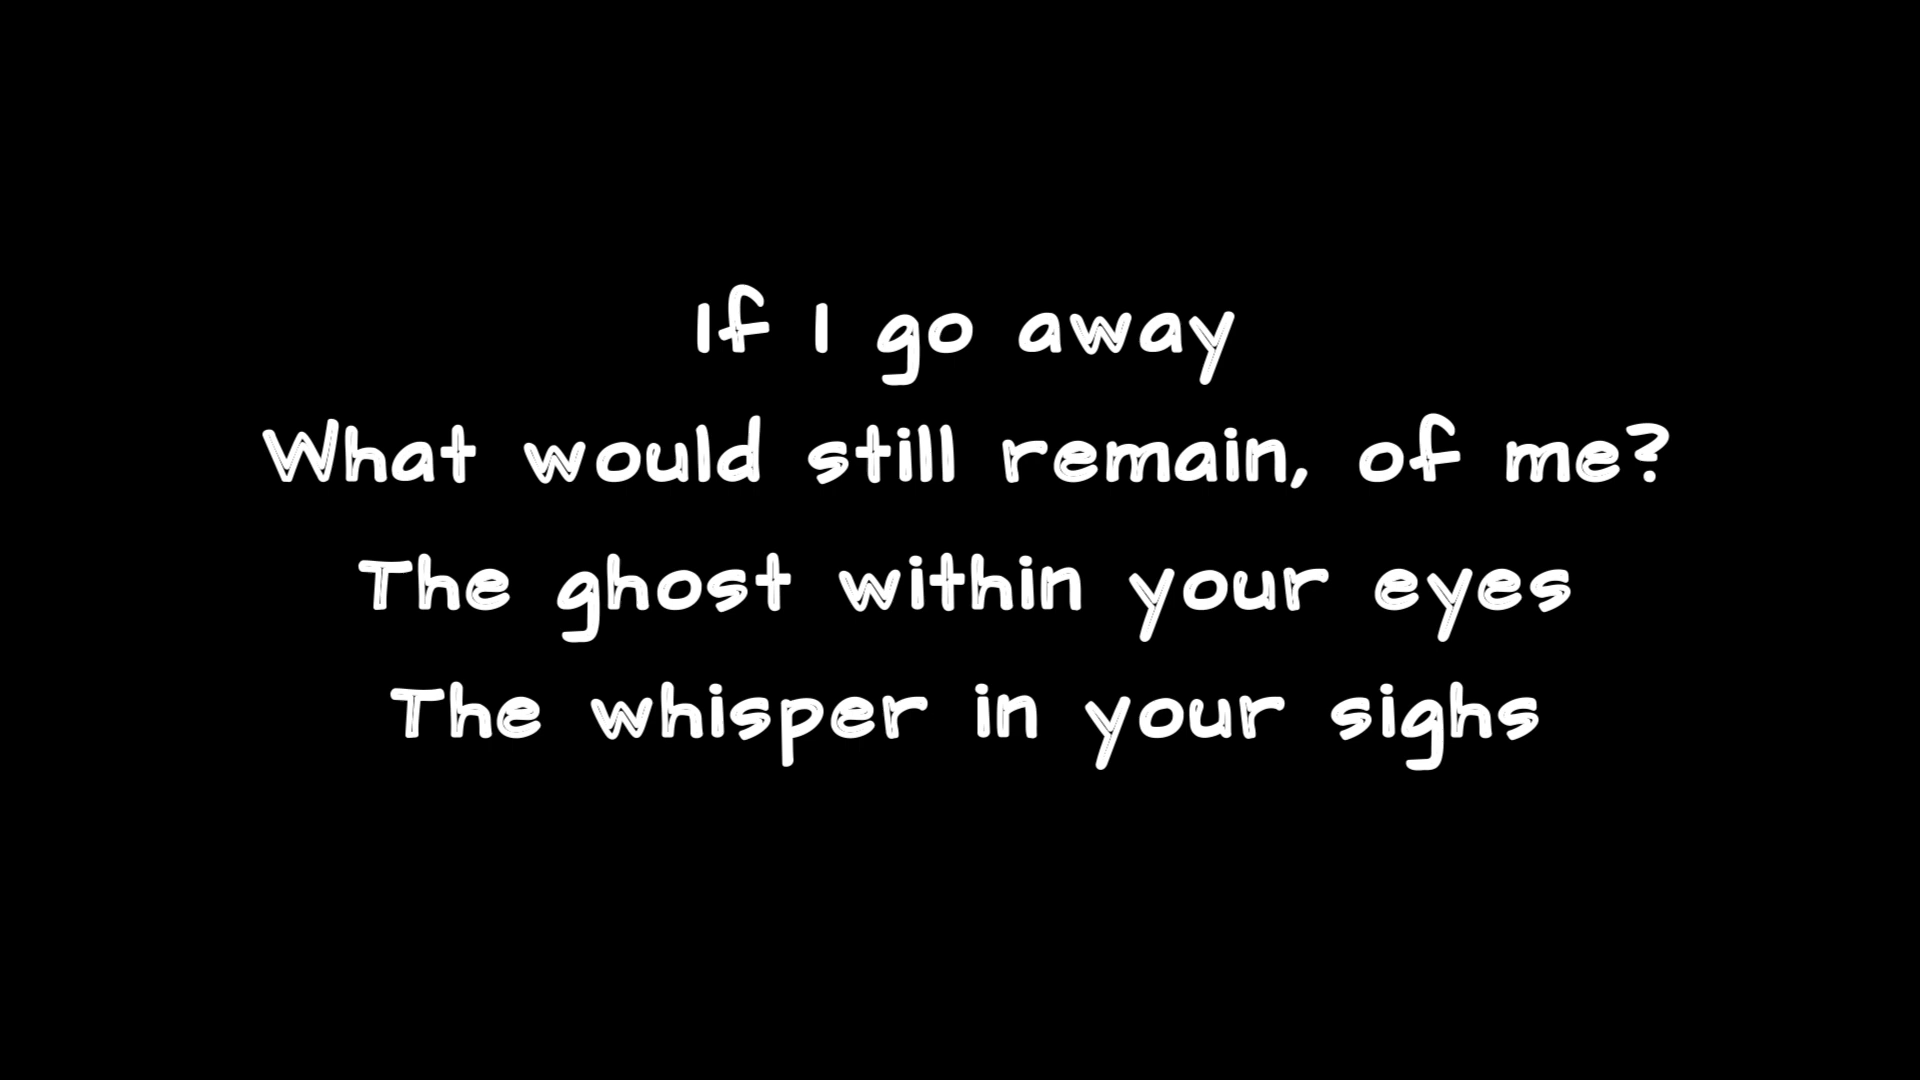 If I go away
What would still remain, of me?
The ghost within your eyes
The whisper in your sighs